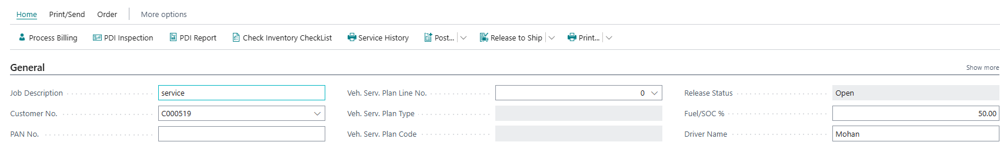 Home Print/Send Order More options
Process Billing PDI Inspection PDI Report Check Inventory CheckList Service History Post... Release to Ship Print...
General Show more
Job Description service Veh. Serv. Plan Line No. 0 Release Status Open
Customer No. C000519 Veh. Serv. Plan Type Fuel/SOC % 50.00
PAN No. Veh. Serv. Plan Code Driver Name Mohan